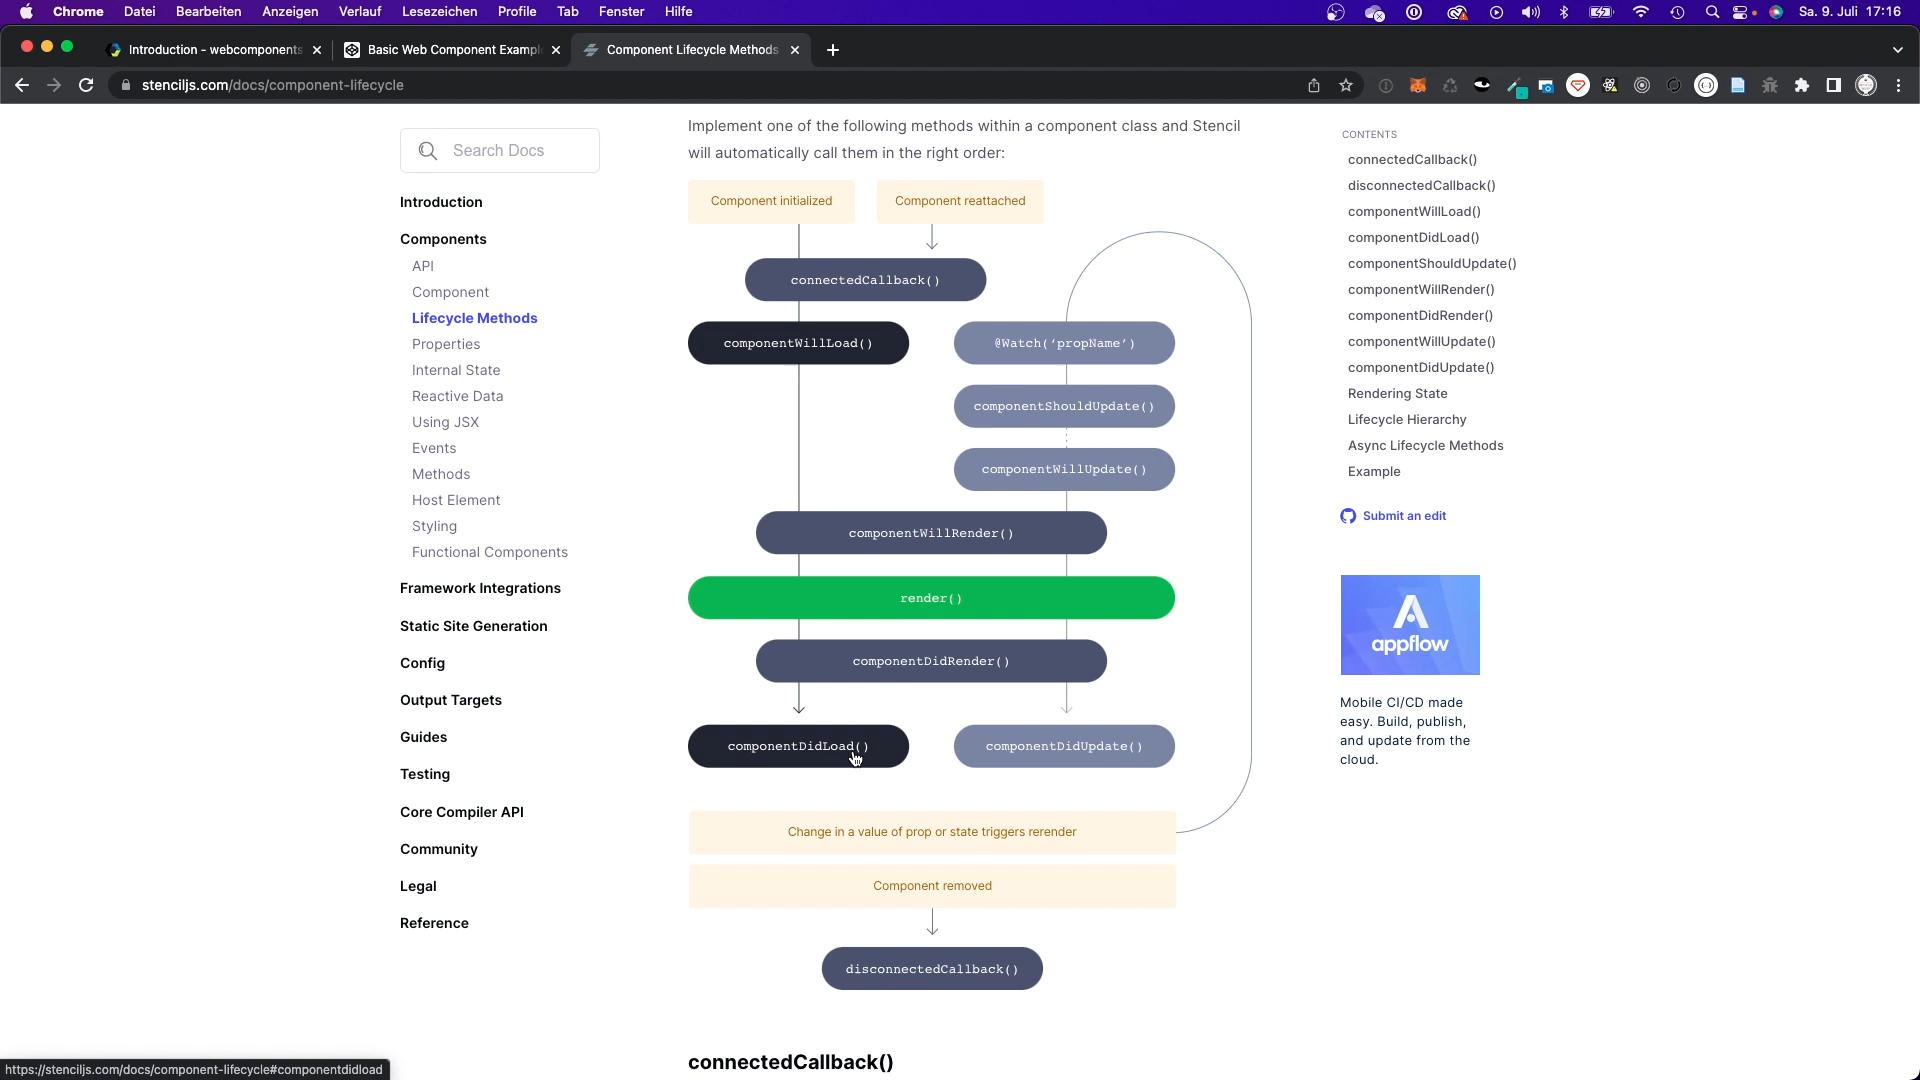 Chrome Datei Bearbeiten Anzeigen Verlauf Lesezeichen Profile Tab Fenster Hilfe Sa. 9. Juli 17:16
Introduction - webcomponents
Basic Web Component Exampl
Component Lifecycle Methods
stenciljs.com/docs/component-lifecycle
Search Docs
Introduction
Components
API
Component
Lifecycle Methods
Properties
Internal State
Reactive Data
Using JSX
Events
Methods
Host Element
Styling
Functional Components
Framework Integrations
Static Site Generation
Config
Output Targets
Guides
Testing
Core Compiler API
Community
Legal
Reference
Implement one of the following methods within a component class and Stencil
will automatically call them in the right order:
Component initialized
Component reattached
connectedCallback()
componentWillLoad()
@Watch(‘propName’)
componentShouldUpdate()
componentWillUpdate()
componentWillRender()
render()
componentDidRender()
componentDidLoad()
componentDidUpdate()
Change in a value of prop or state triggers rerender
Component removed
disconnectedCallback()
connectedCallback()
CONTENTS
connectedCallback()
disconnectedCallback()
componentWillLoad()
componentDidLoad()
componentShouldUpdate()
componentWillRender()
componentDidRender()
componentWillUpdate()
componentDidUpdate()
Rendering State
Lifecycle Hierarchy
Async Lifecycle Methods
Example
Submit an edit
appflow
Mobile CI/CD made
easy. Build, publish,
and update from the
cloud.
https://stenciljs.com/docs/component-lifecycle#componentdidload